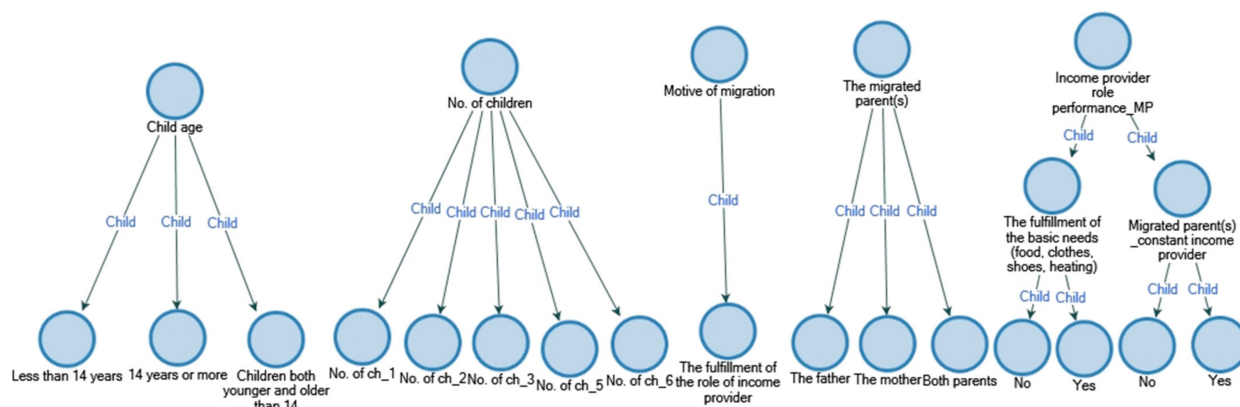 Child age
Child
Child
Child
Less than 14 years
14 years or more
Children both
younger and older
than 14
No. of children
Child
Child
Child
Child
Child
No. of ch_1
No. of ch_2
No. of ch_3
No. of ch_5
No. of ch_6
Motive of migration
Child
The fulfillment of
the role of income
provider
The migrated
parent(s)
Child
Child
Child
The father
The mother
Both parents
Income provider
role
performance_MP
Child
Child
The fulfillment of
the basic needs
(food, clothes,
shoes, heating)
Child
Child
No
Yes
Migrated parent(s)
_constant income
provider
Child
Child
No
Yes